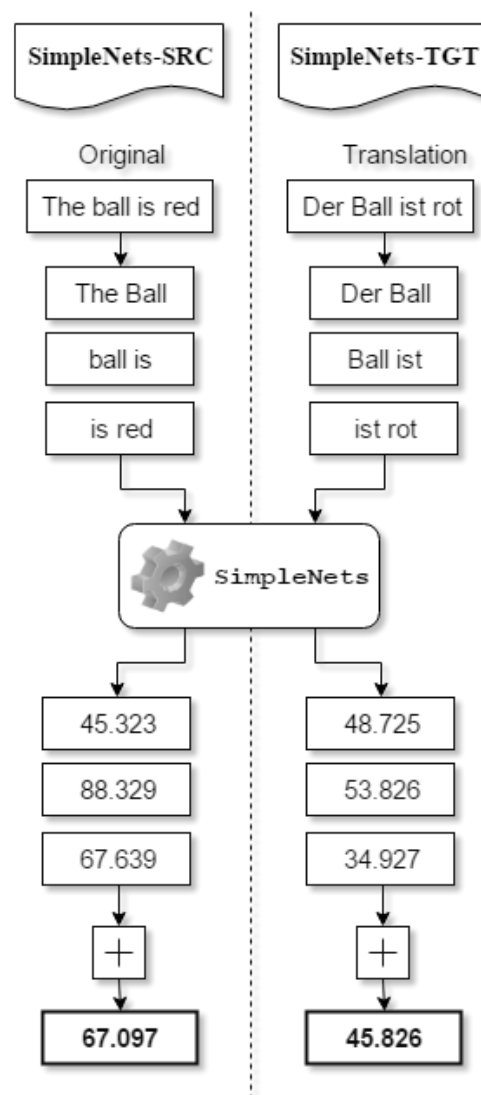 SimpleNets-SRC
SimpleNets-TGT
Original
Translation
The ball is red
Der Ball ist rot
The Ball
Der Ball
ball is
Ball ist
is red
ist rot
SimpleNets
45.323
48.725
88.329
53.826
67.639
34.927
+
+
67.097
45.826